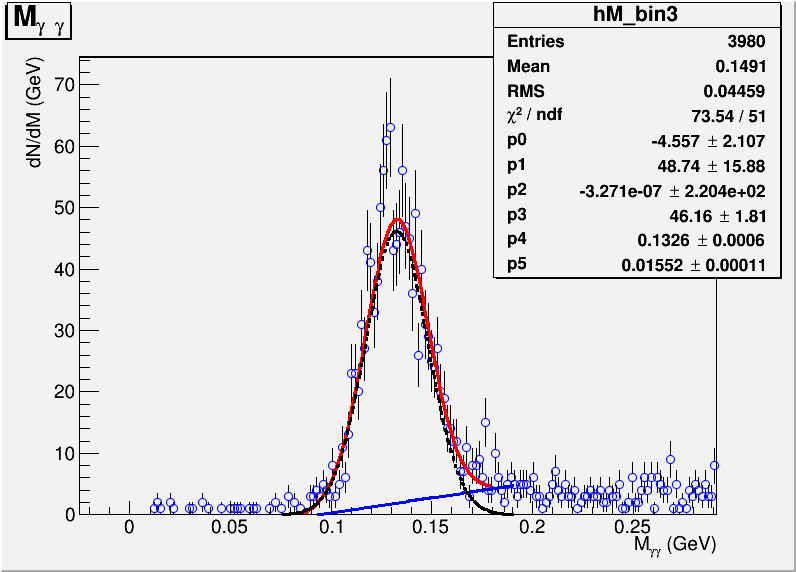 Mγ γ
hM_bin3
Entries 3980
Mean 0.1491
RMS 0.04459
χ² / ndf 73.54 / 51
p0 -4.557 ± 2.107
p1 48.74 ± 15.88
p2 -3.271e-07 ± 2.204e+02
p3 46.16 ± 1.81
p4 0.1326 ± 0.0006
p5 0.01552 ± 0.00011
dN/dM (GeV)
70
60
50
40
30
20
10
0
0 0.05 0.1 0.15 0.2 0.25
Mγγ (GeV)